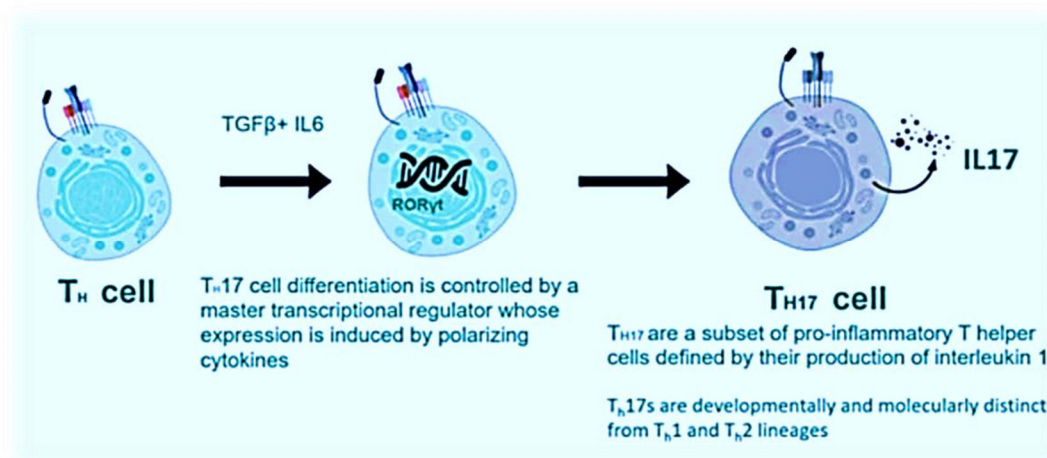 TGFβ+ IL6
RORγt
IL17
TH cell
TH17 cell differentiation is controlled by a
master transcriptional regulator whose
expression is induced by polarizing
cytokines
TH17 cell
TH17 are a subset of pro-inflammatory T helper
cells defined by their production of interleukin 1
Th17s are developmentally and molecularly distinct
from Th1 and Th2 lineages